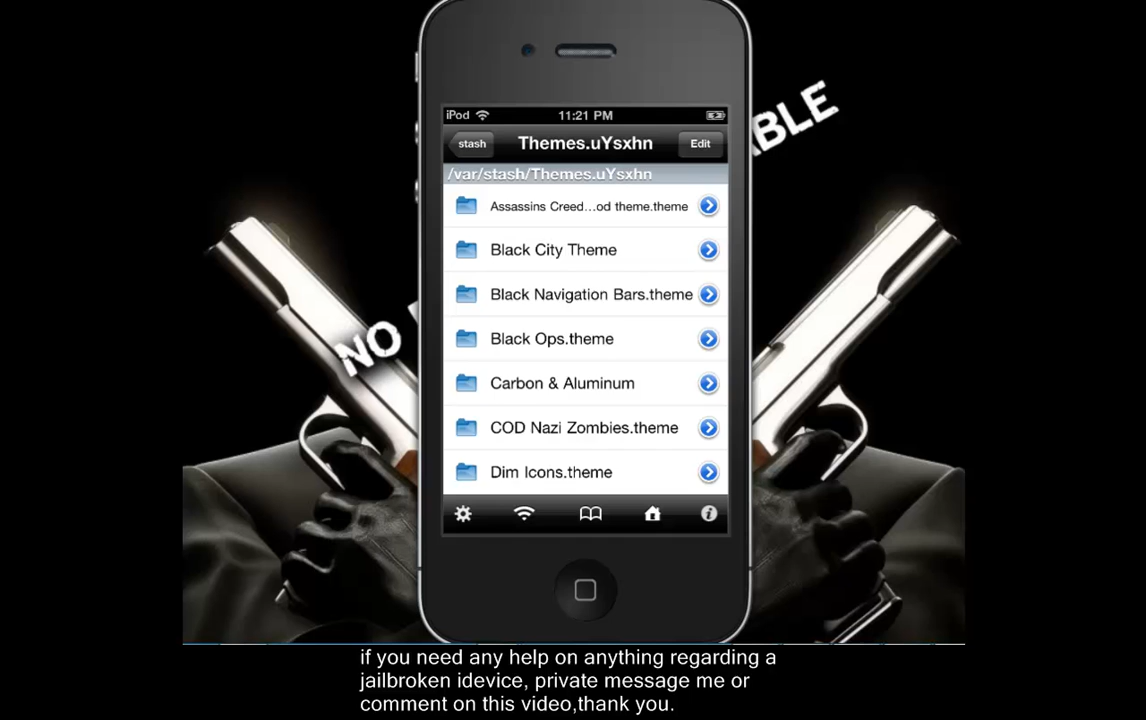 iPod
11:21 PM
stash
Themes.uYsxhn
Edit
/var/stash/Themes.uYsxhn
Assassins Creed...od theme.theme
Black City Theme
Black Navigation Bars.theme
Black Ops.theme
Carbon & Aluminum
COD Nazi Zombies.theme
Dim Icons.theme
NO
if you need any help on anything regarding a
jailbroken idevice, private message me or
comment on this video,thank you.